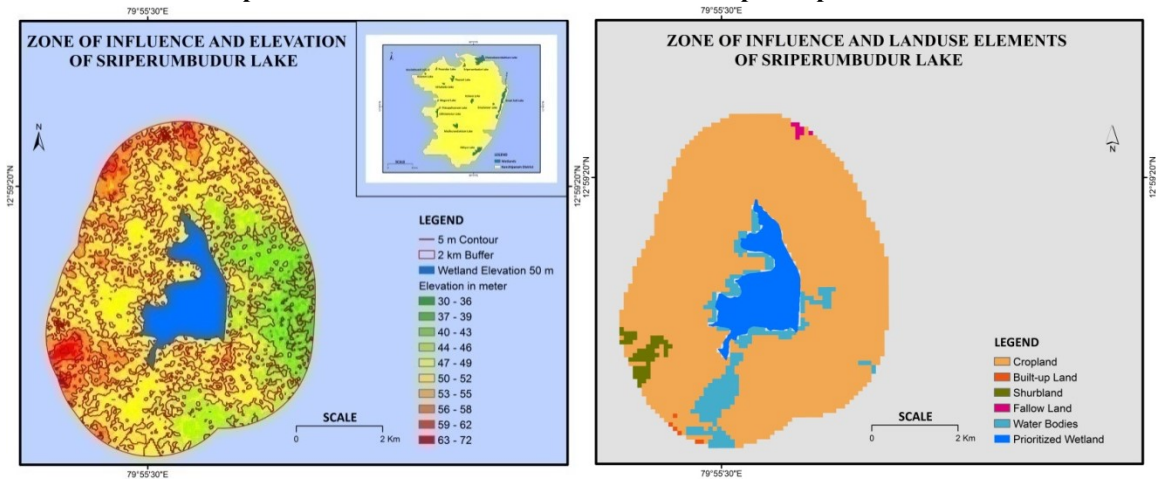 79°55'30"E
ZONE OF INFLUENCE AND ELEVATION
OF SRIPERUMBUDUR LAKE
N
12°59'20"N
LEGEND
5 m Contour
2 km Buffer
Wetland Elevation 50 m
Elevation in meter
30 - 36
37 - 39
40 - 43
44 - 46
47 - 49
50 - 52
53 - 55
56 - 58
59 - 62
63 - 72
SCALE
0 2 Km
79°55'30"E
LEGEND
SCALE
79°55'30"E
ZONE OF INFLUENCE AND LANDUSE ELEMENTS
OF SRIPERUMBUDUR LAKE
N
12°59'20"N
12°59'20"N
LEGEND
Cropland
Built-up Land
Shurbland
Fallow Land
Water Bodies
Prioritized Wetland
SCALE
0 2 Km
79°55'30"E